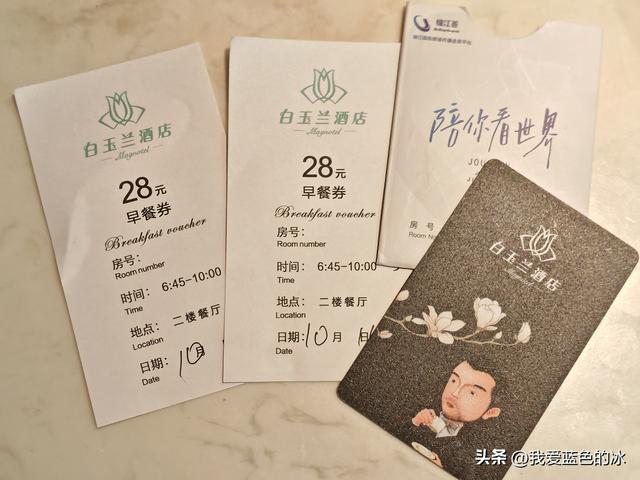 白玉兰酒店
Magnotel
28元
早餐券
Breakfast voucher
房号：
Room number
时间： 6:45-10:00
Time
地点： 二楼餐厅
Location
日期：10月
Date
白玉兰酒店
Magnotel
28元
早餐券
Breakfast voucher
房号：
Room number
时间： 6:45-10:00
Time
地点： 二楼餐厅
Location
日期：10月 日
Date
锦江荟
陪你看世界
房号
Room Nu
白玉兰酒店
Magnotel
头条 @我爱蓝色的冰